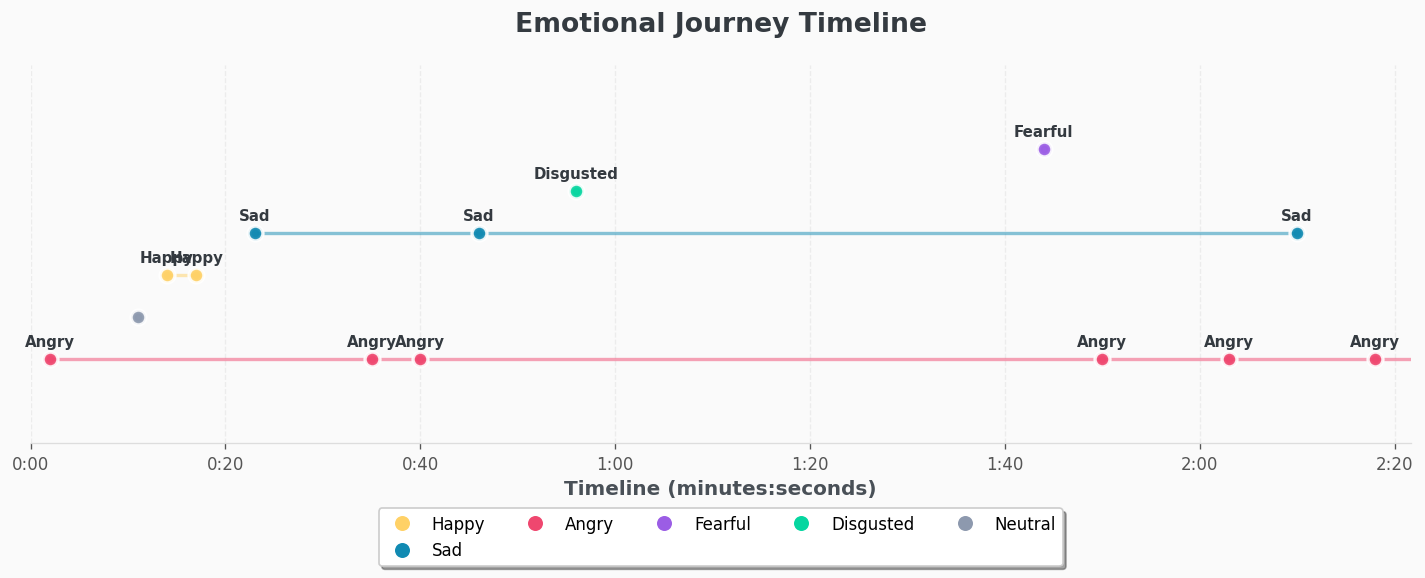 Emotional Journey Timeline
Fearful
Disgusted
Sad Sad Sad
Happy Happy
Angry Angry Angry Angry Angry Angry
0:00 0:20 0:40 1:00 1:20 1:40 2:00 2:20
Timeline (minutes:seconds)
Happy Angry Fearful Disgusted Neutral
Sad